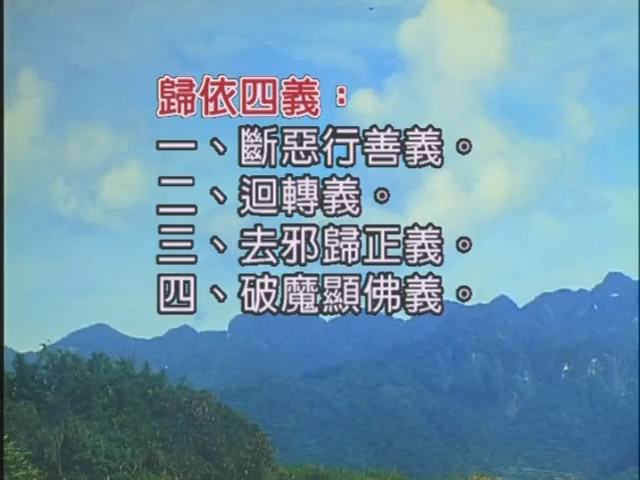 歸依四義：
一、斷惡行善義。
二、迴轉義。
三、去邪歸正義。
四、破魔顯佛義。